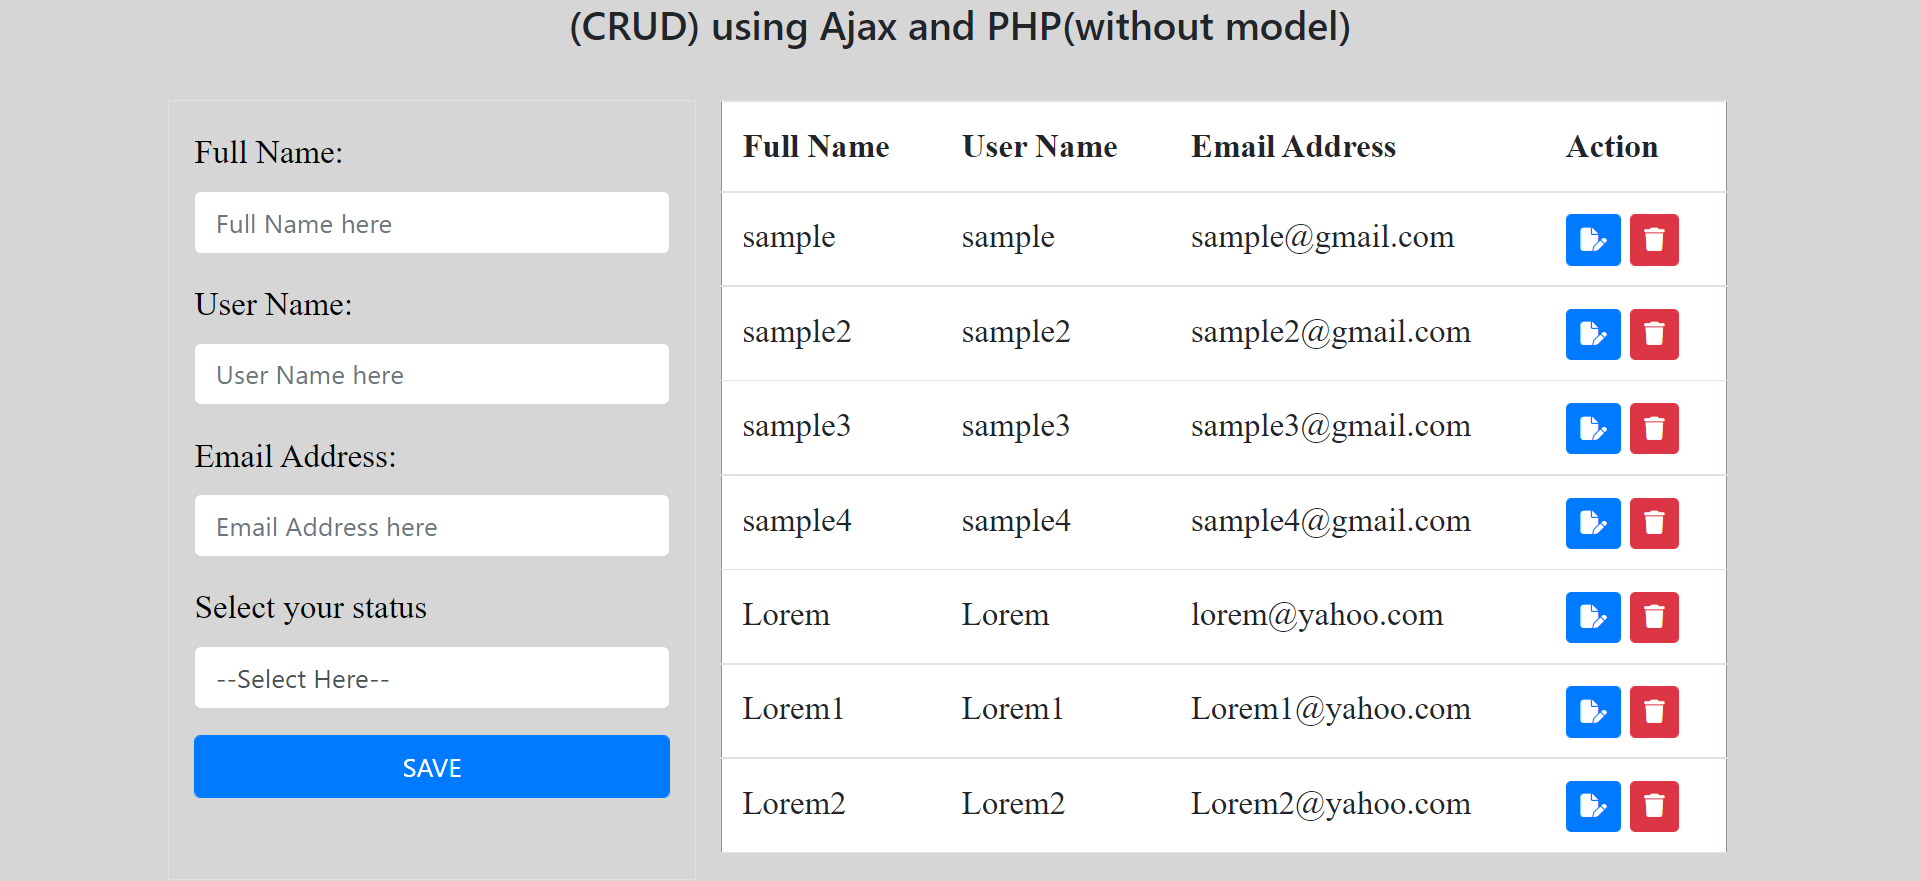 (CRUD) using Ajax and PHP(without model)
Full Name:
Full Name here
User Name:
User Name here
Email Address:
Email Address here
Select your status
--Select Here--
SAVE
Full Name User Name Email Address Action
sample sample sample@gmail.com
sample2 sample2 sample2@gmail.com
sample3 sample3 sample3@gmail.com
sample4 sample4 sample4@gmail.com
Lorem Lorem lorem@yahoo.com
Lorem1 Lorem1 Lorem1@yahoo.com
Lorem2 Lorem2 Lorem2@yahoo.com